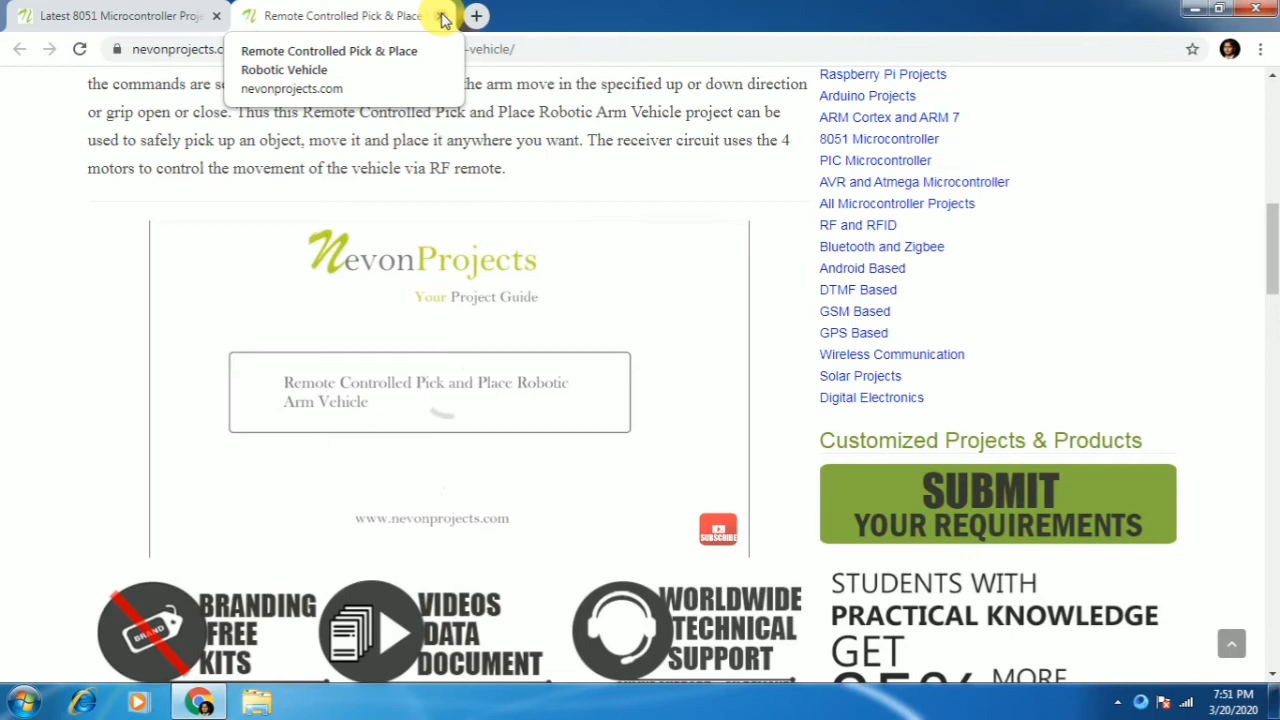 Latest 8051 Microcontroller Proj
Remote Controlled Pick & Place
nevonprojects.c
-vehicle/
Remote Controlled Pick & Place
Robotic Vehicle
nevonprojects.com
the commands are se
the arm move in the specified up or down direction
or grip open or close. Thus this Remote Controlled Pick and Place Robotic Arm Vehicle project can be
used to safely pick up an object, move it and place it anywhere you want. The receiver circuit uses the 4
motors to control the movement of the vehicle via RF remote.
NevonProjects
Your Project Guide
Remote Controlled Pick and Place Robotic
Arm Vehicle
www.nevonprojects.com
SUBSCRIBE
BRAND
BRANDING
FREE
KITS
VIDEOS
DATA
DOCUMENT
WORLDWIDE
TECHNICAL
SUPPORT
Raspberry Pi Projects
Arduino Projects
ARM Cortex and ARM 7
8051 Microcontroller
PIC Microcontroller
AVR and Atmega Microcontroller
All Microcontroller Projects
RF and RFID
Bluetooth and Zigbee
Android Based
DTMF Based
GSM Based
GPS Based
Wireless Communication
Solar Projects
Digital Electronics
Customized Projects & Products
SUBMIT
YOUR REQUIREMENTS
STUDENTS WITH
PRACTICAL KNOWLEDGE
GET
MORE
7:51 PM
3/20/2020